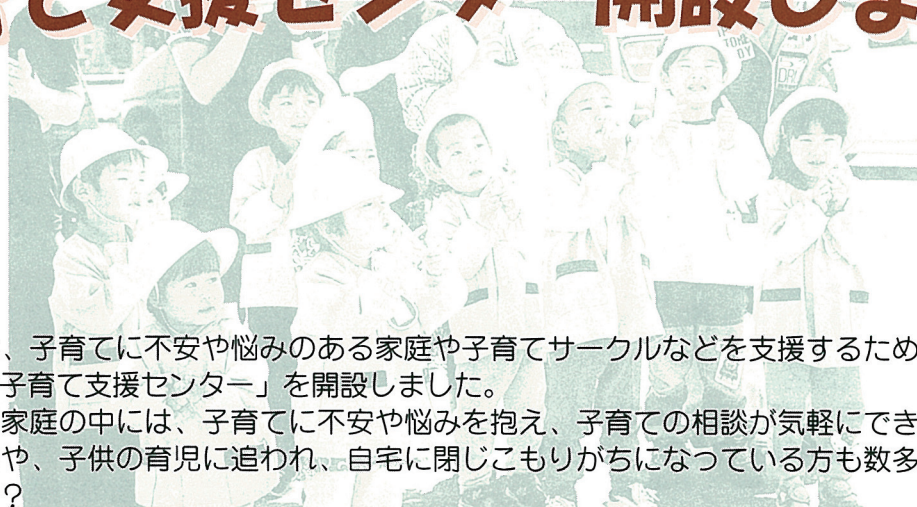 て支援センター開設しま
、子育てに不安や悩みのある家庭や子育てサークルなどを支援するため
子育て支援センター」を開設しました。
家庭の中には、子育てに不安や悩みを抱え、子育ての相談が気軽にでき
や、子供の育児に追われ、自宅に閉じこもりがちになっている方も数多
？